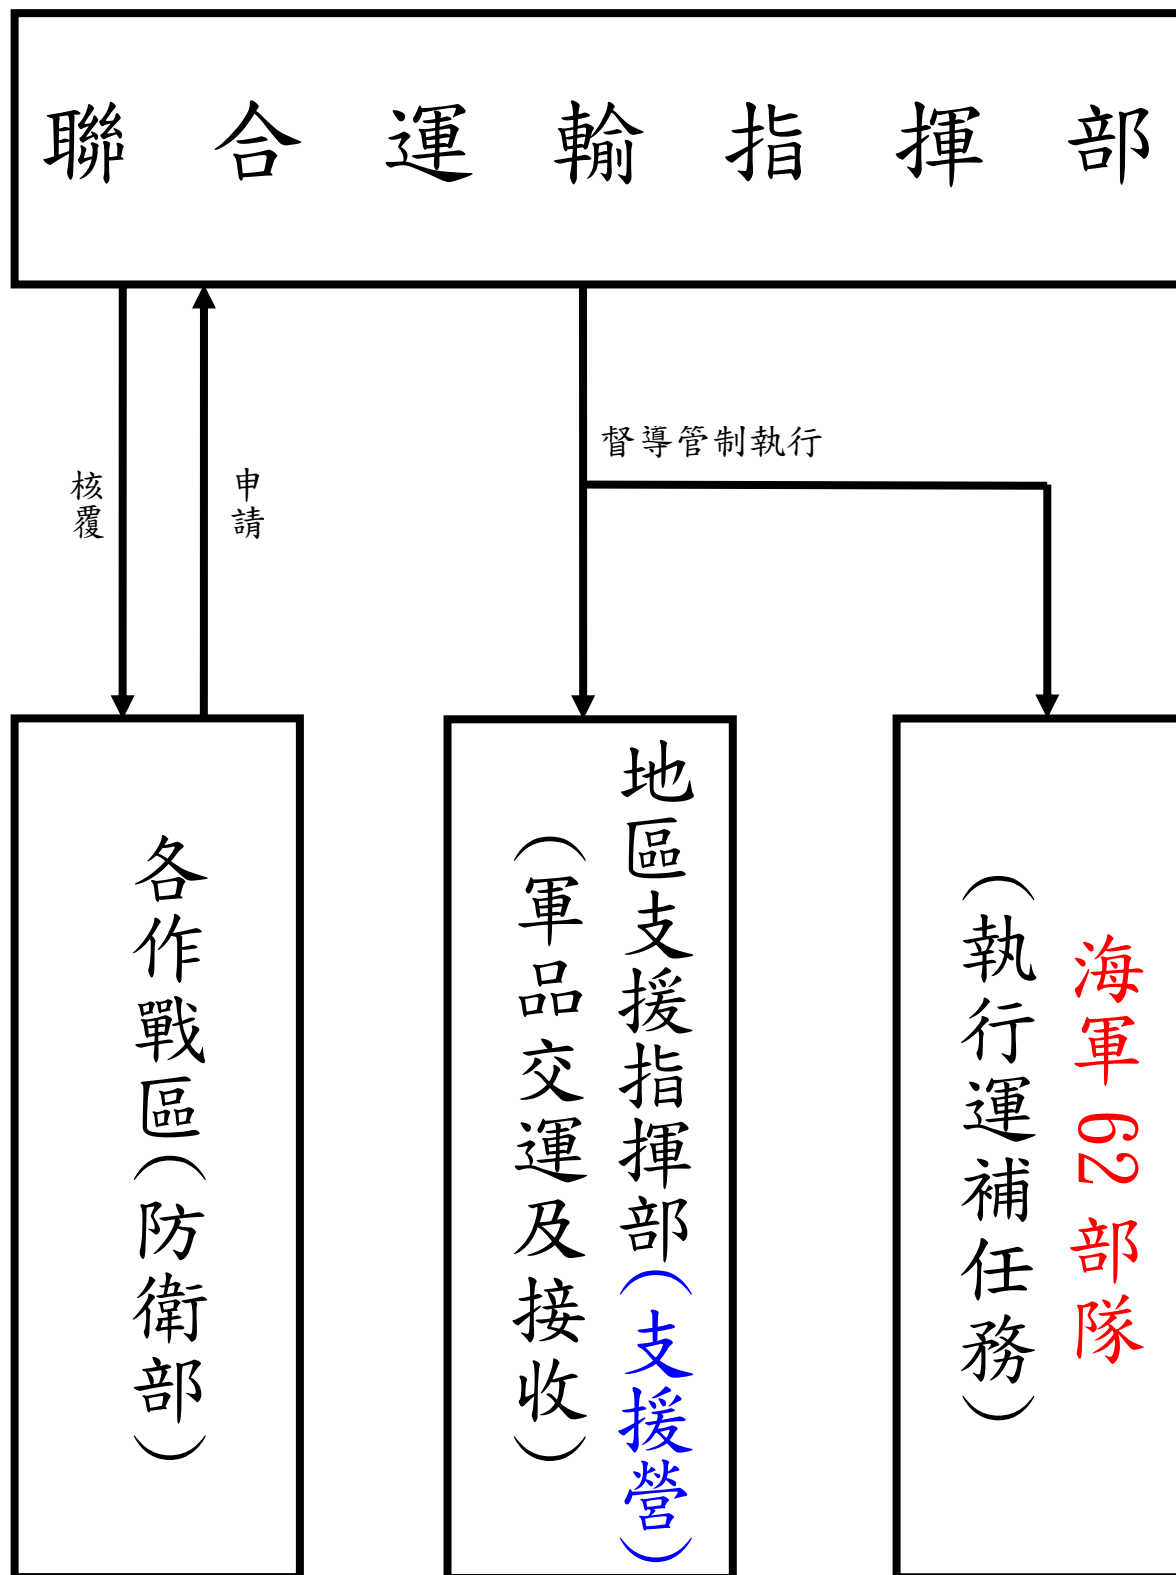 聯合運輸指揮部
督導管制執行
核覆
申請
各作戰區(防衛部)
地區支援指揮部(支援營)
(軍品交運及接收)
海軍62部隊
(執行運補任務)